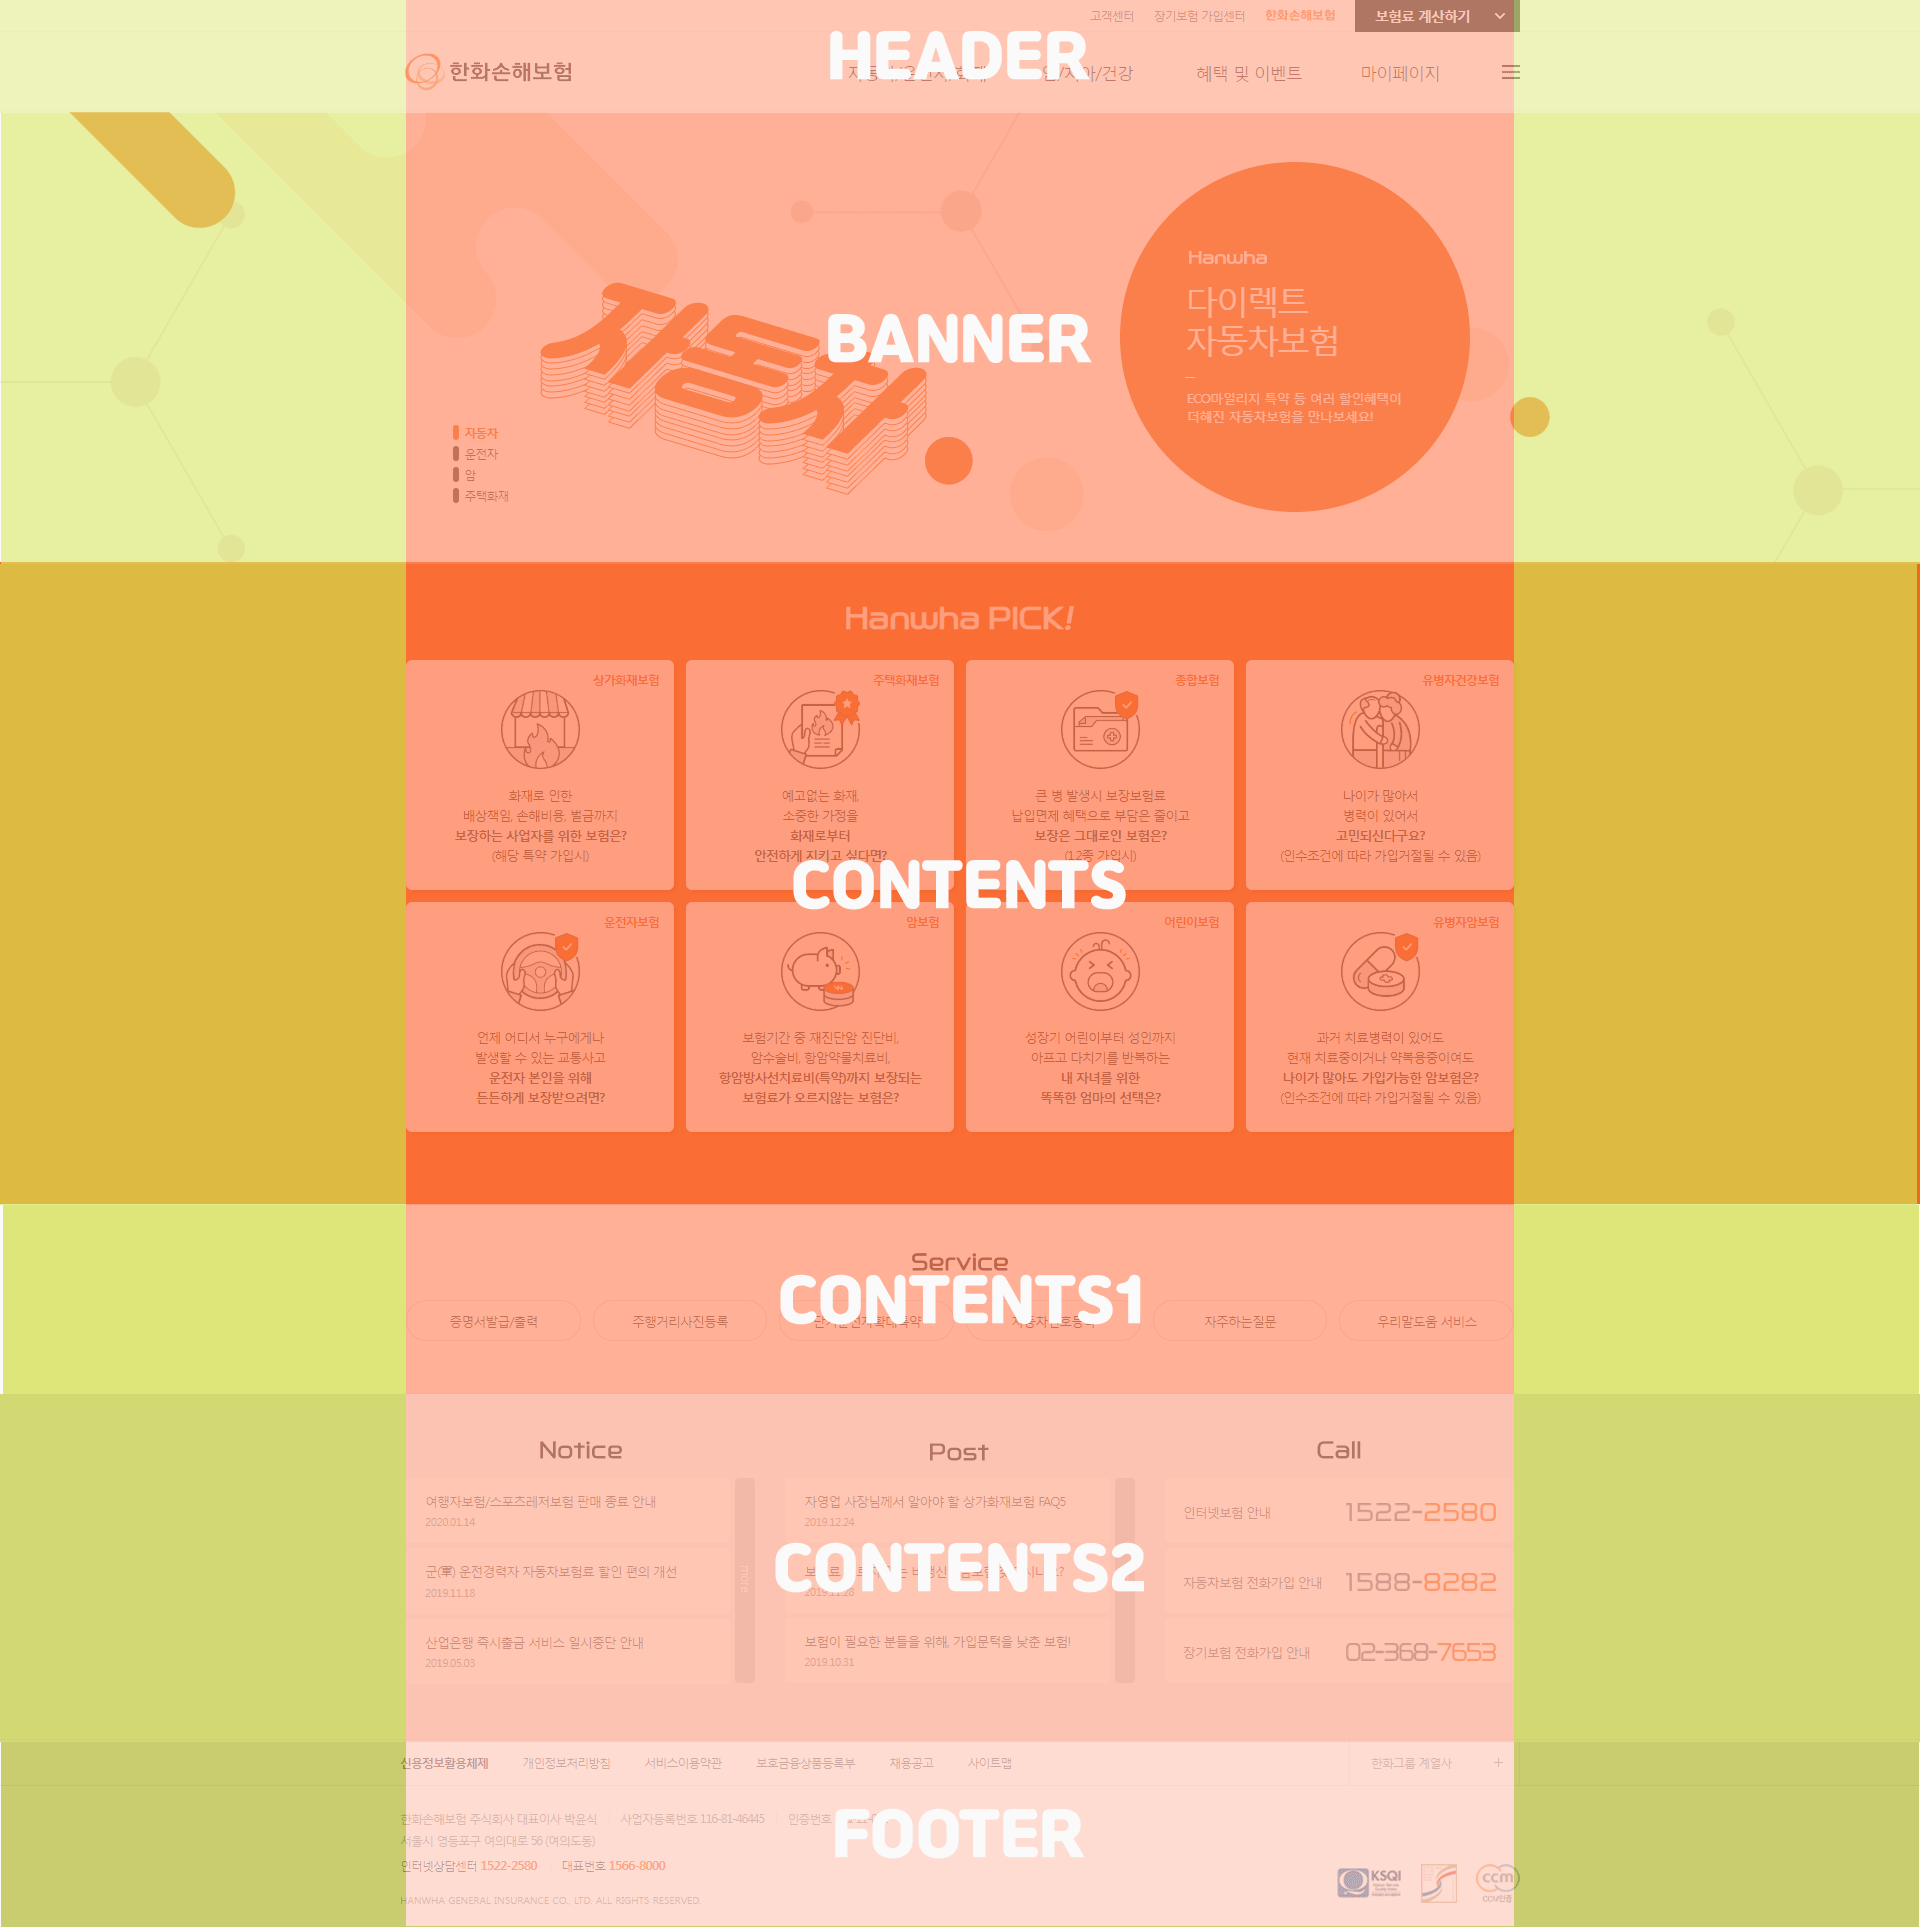 고객센터
장기보험 가입센터
한화손해보험
보험료 계산하기
HEADER
한화손해보험
혜택 및 이벤트
마이페이지
Hanwha
다이렉트
자동차보험
ECO마일리지 특약 등 여러 할인혜택이
더해진 자동차보험을 만나보세요!
자동차
BANNER
자동차
운전자
암
주택화재
Hanwha PICK!
상가화재보험
화재로 인한
배상책임, 손해비용, 벌금까지
보장하는 사업자를 위한 보험은?
(해당 특약 가입시)
주택화재보험
예고없는 화재,
소중한 가정을
화재로부터
안전하게 지키고 싶다면?
종합보험
큰 병 발생시 보장보험료
납입면제 혜택으로 부담은 줄이고
보장은 그대로인 보험은?
(12종 가입시)
유병자건강보험
나이가 많아서
병력이 있어서
고민되신다구요?
(인수조건에 따라 가입거절될 수 있음)
CONTENTS
운전자보험
언제 어디서 누구에게나
발생할 수 있는 교통사고
운전자 본인을 위해
든든하게 보장받으려면?
암보험
보험기간 중 재진단암 진단비,
암수술비, 항암약물치료비,
항암방사선치료비(특약)까지 보장되는
보험료가 오르지않는 보험은?
어린이보험
성장기 어린이부터 성인까지
아프고 다치기를 반복하는
내 자녀를 위한
똑똑한 엄마의 선택은?
유병자암보험
과거 치료병력이 있어도
현재 치료중이거나 약복용중이여도
나이가 많아도 가입가능한 암보험은?
(인수조건에 따라 가입거절될 수 있음)
Service
CONTENTS1
증명서발급/출력
주행거리사진등록
자주하는질문
우리말도움 서비스
Notice
여행자보험/스포츠레저보험 판매 종료 안내
2020.01.14
군(軍) 운전경력자 자동차보험료 할인 편의 개선
2019.11.18
산업은행 즉시출금 서비스 일시중단 안내
2019.05.03
more
Post
자영업 사장님께서 알아야 할 상가화재보험 FAQ5
2019.12.24
2019.11.28
보험이 필요한 분들을 위해, 가입문턱을 낮춘 보험!
2019.10.31
Call
인터넷보험 안내 1522-2580
자동차보험 전화가입 안내 1588-8282
장기보험 전화가입 안내 02-368-7653
CONTENTS2
신용정보활용체제
개인정보처리방침
서비스이용약관
보호금융상품등록부
채용공고
사이트맵
한화그룹 계열사 +
한화손해보험 주식회사 대표이사 박윤식
사업자등록번호 116-81-46445
인증번호
서울시 영등포구 여의대로 56 (여의도동)
인터넷상담센터 1522-2580
대표번호 1566-8000
HANWHA GENERAL INSURANCE CO., LTD. ALL RIGHTS RESERVED.
FOOTER
KSQI
ccm
CCM인증